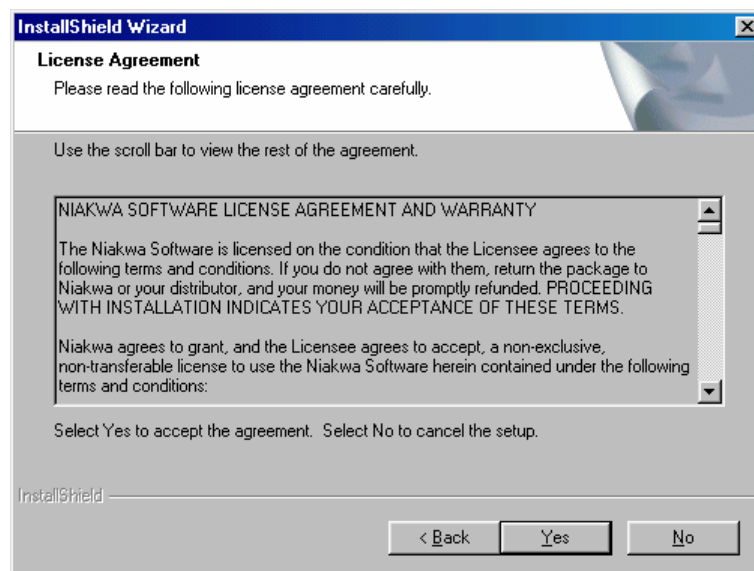 InstallShield Wizard
License Agreement
Please read the following license agreement carefully.
Use the scroll bar to view the rest of the agreement.
NIAKWA SOFTWARE LICENSE AGREEMENT AND WARRANTY
The Niakwa Software is licensed on the condition that the Licensee agrees to the
following terms and conditions. If you do not agree with them, return the package to
Niakwa or your distributor, and your money will be promptly refunded. PROCEEDING
WITH INSTALLATION INDICATES YOUR ACCEPTANCE OF THESE TERMS.
Niakwa agrees to grant, and the Licensee agrees to accept, a non-exclusive,
non-transferable license to use the Niakwa Software herein contained under the following
terms and conditions:
Select Yes to accept the agreement.  Select No to cancel the setup.
InstallShield
< Back
Yes
No